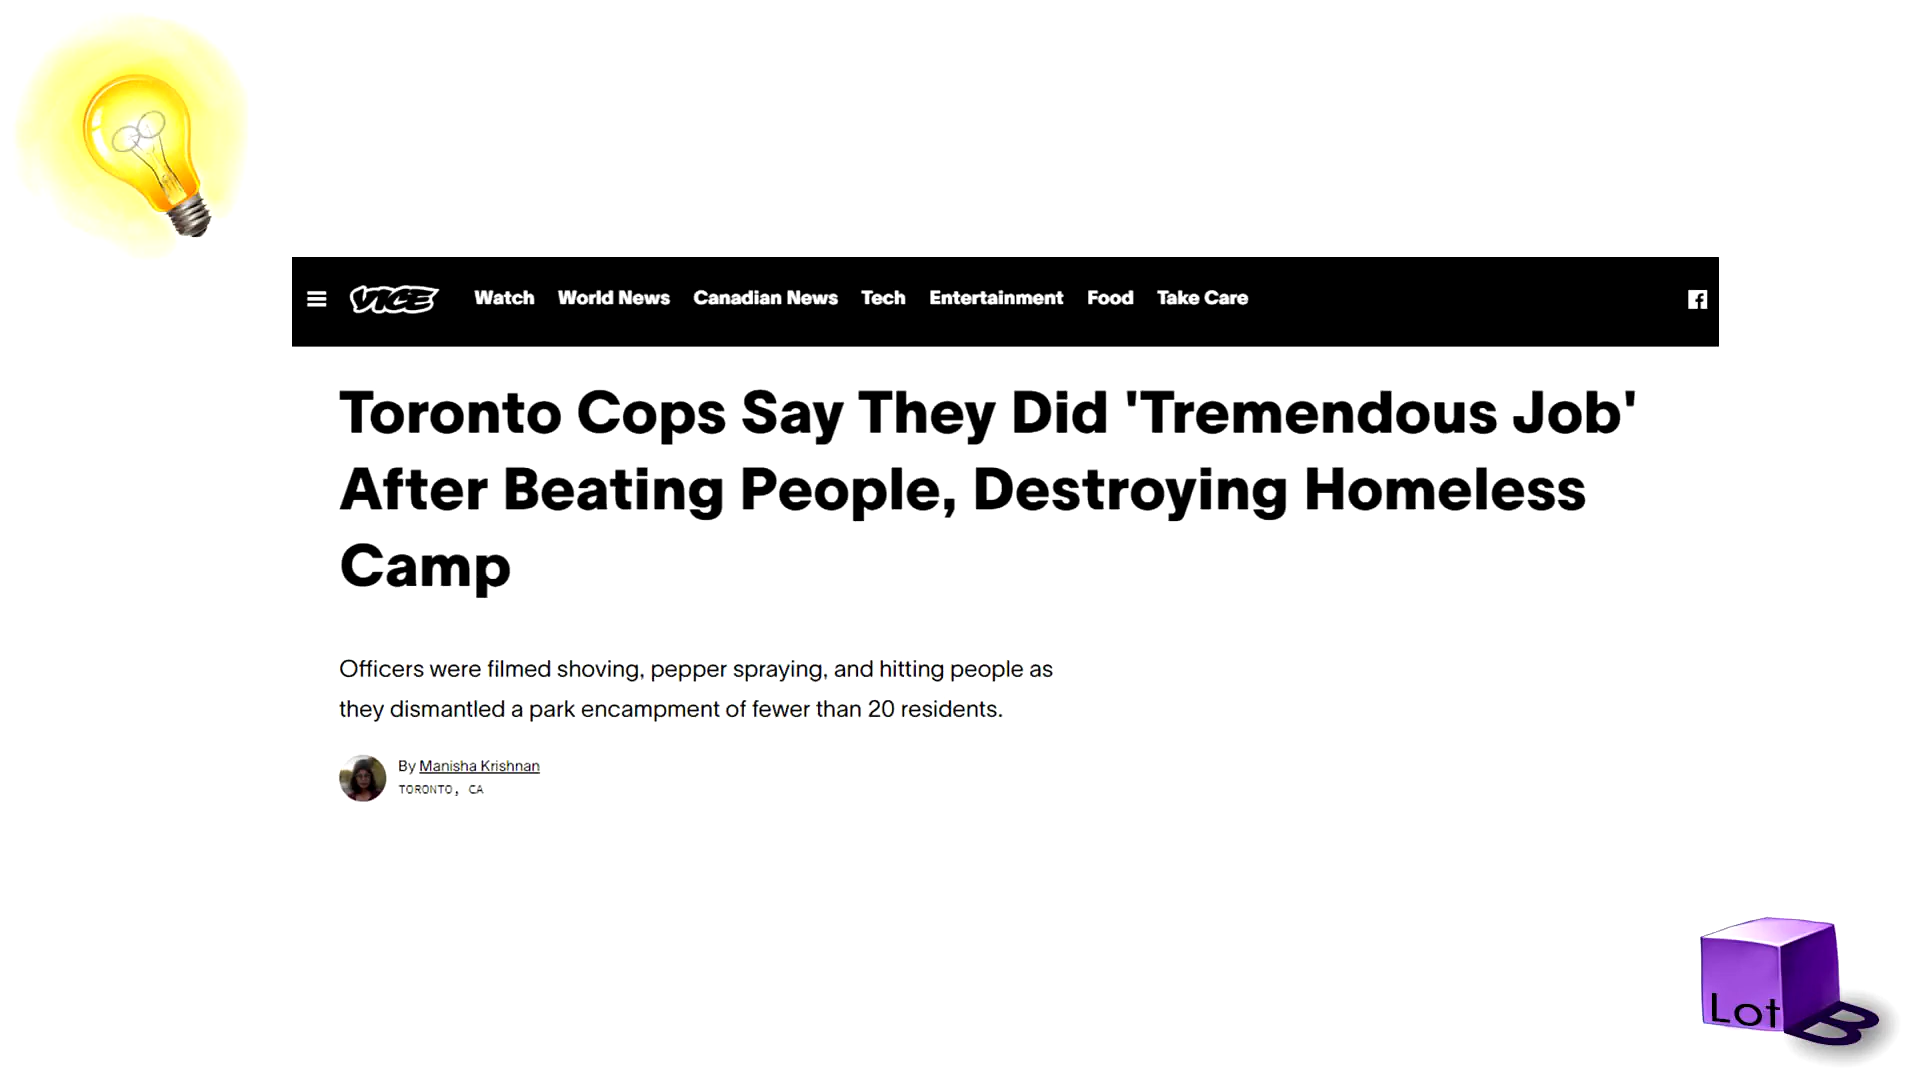 VICE Watch World News Canadian News Tech Entertainment Food Take Care
Toronto Cops Say They Did 'Tremendous Job'
After Beating People, Destroying Homeless
Camp
Officers were filmed shoving, pepper spraying, and hitting people as
they dismantled a park encampment of fewer than 20 residents.
By Manisha Krishnan
TORONTO, CA
Lot B